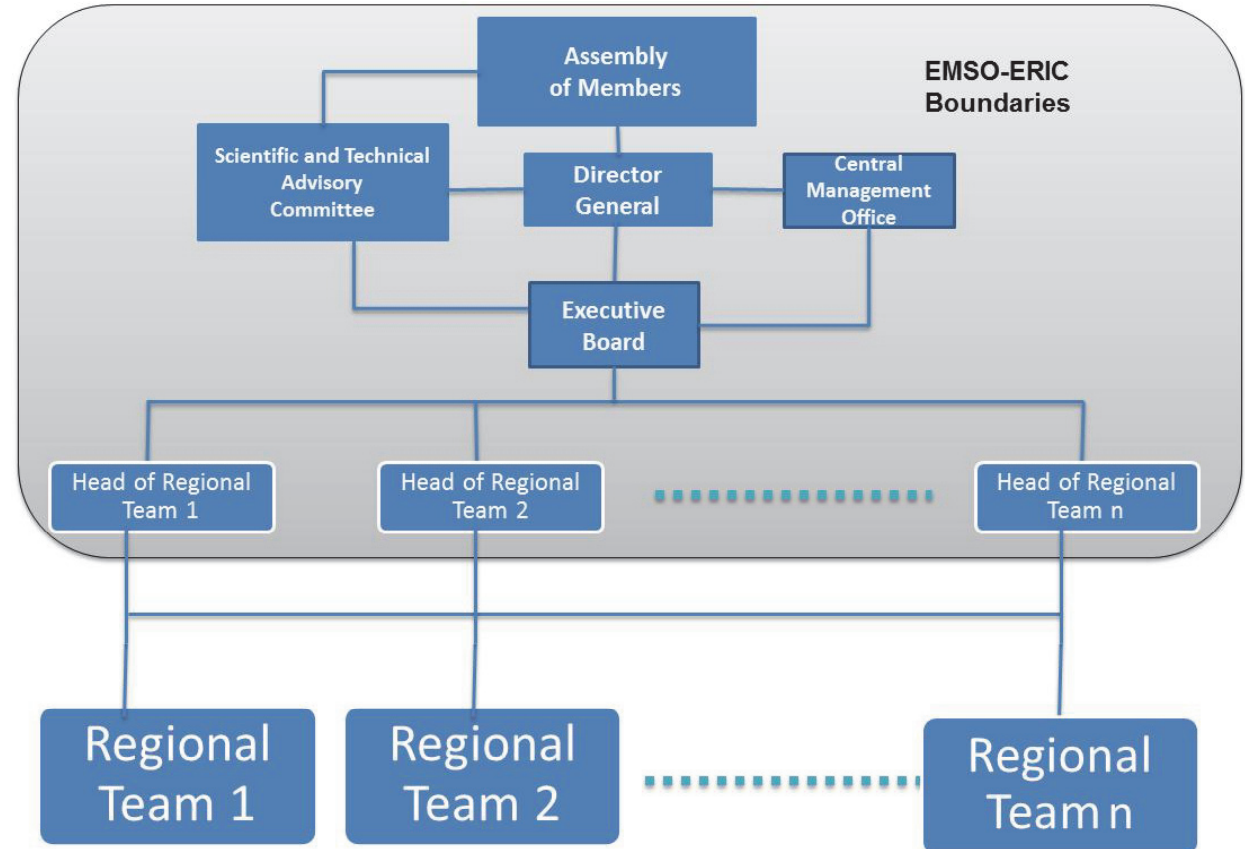 Assembly
of Members
EMSO-ERIC
Boundaries
Scientific and Technical
Advisory
Committee
Director
General
Central
Management
Office
Executive
Board
Head of Regional
Team 1
Head of Regional
Team 2
Head of Regional
Team n
Regional
Team 1
Regional
Team 2
Regional
Team n